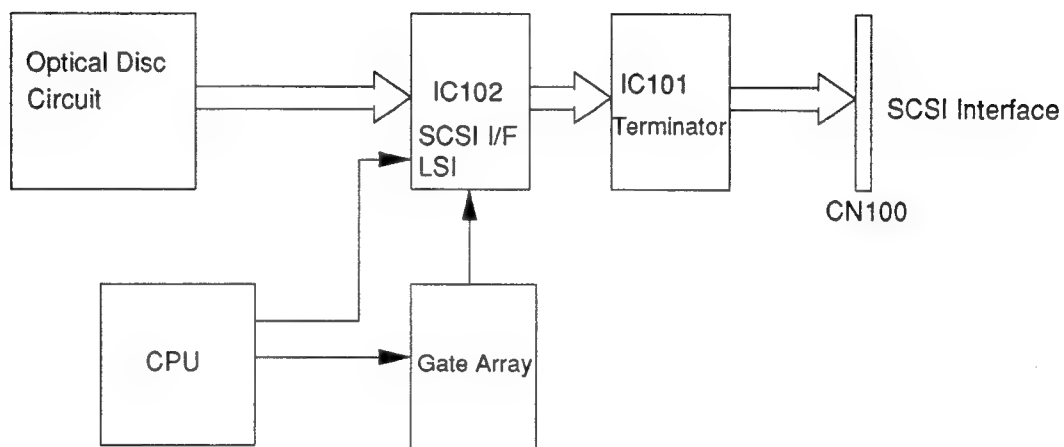 Optical Disc
Circuit
IC102
SCSI I/F
LSI
IC101
Terminator
SCSI Interface
CN100
CPU
Gate Array